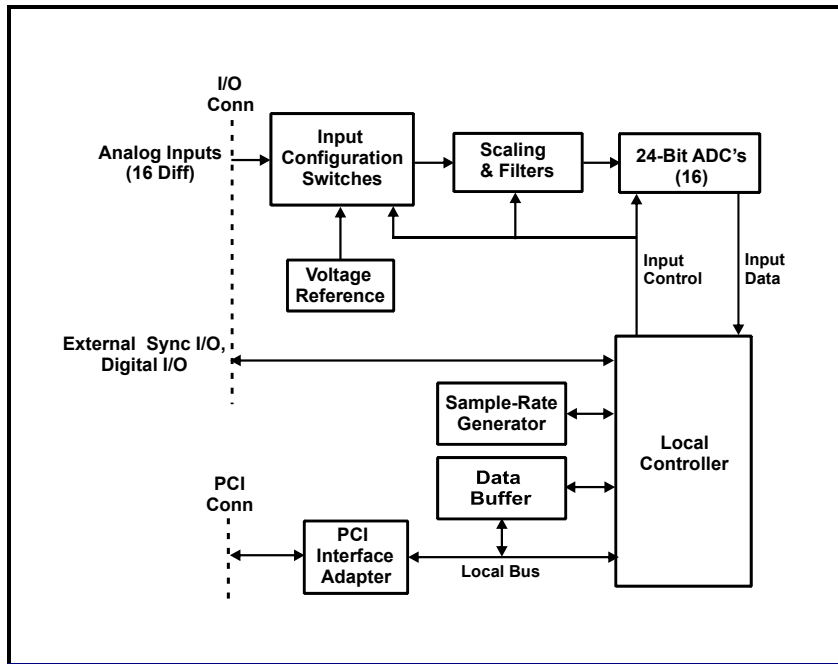 I/O
Conn
Analog Inputs
(16 Diff)
Input
Configuration
Switches
Scaling
& Filters
24-Bit ADC's
(16)
Voltage
Reference
Input
Control
Input
Data
External Sync I/O,
Digital I/O
Sample-Rate
Generator
Local
Controller
Data
Buffer
PCI
Conn
PCI
Interface
Adapter
Local Bus